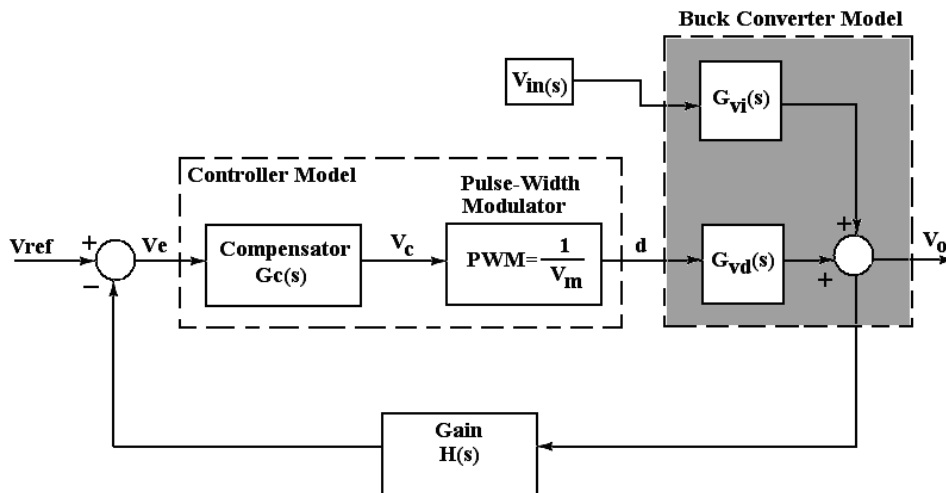 Buck Converter Model
Vin(s)
Gvi(s)
Controller Model
Pulse-Width
Modulator
Vref
+
−
Ve
Compensator
Gc(s)
Vc
PWM=1/Vm
d
Gvd(s)
+
+
Vo
Gain
H(s)